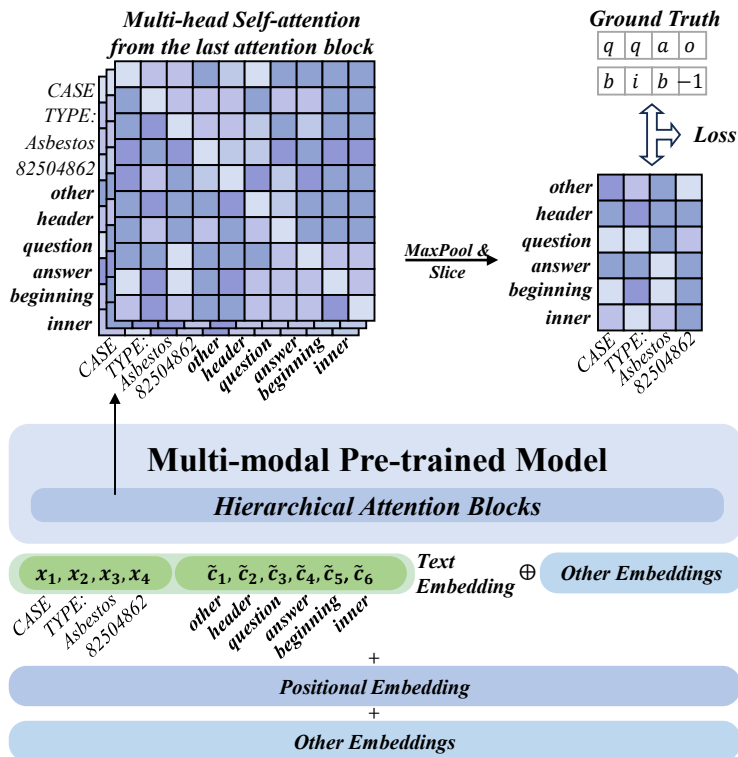 Multi-head Self-attention
from the last attention block
CASE
TYPE:
Asbestos
82504862
other
header
question
answer
beginning
inner
CASE
TYPE:
Asbestos
82504862
other
header
question
answer
beginning
inner
MaxPool &
Slice
Ground Truth
q q a o
b i b −1
Loss
other
header
question
answer
beginning
inner
CASE
TYPE:
Asbestos
82504862
Multi-modal Pre-trained Model
Hierarchical Attention Blocks
x₁, x₂, x₃, x₄
c̃₁, c̃₂, c̃₃, c̃₄, c̃₅, c̃₆
Text
Embedding
⊕
Other Embeddings
CASE
TYPE:
Asbestos
82504862
other
header
question
answer
beginning
inner
+
Positional Embedding
+
Other Embeddings